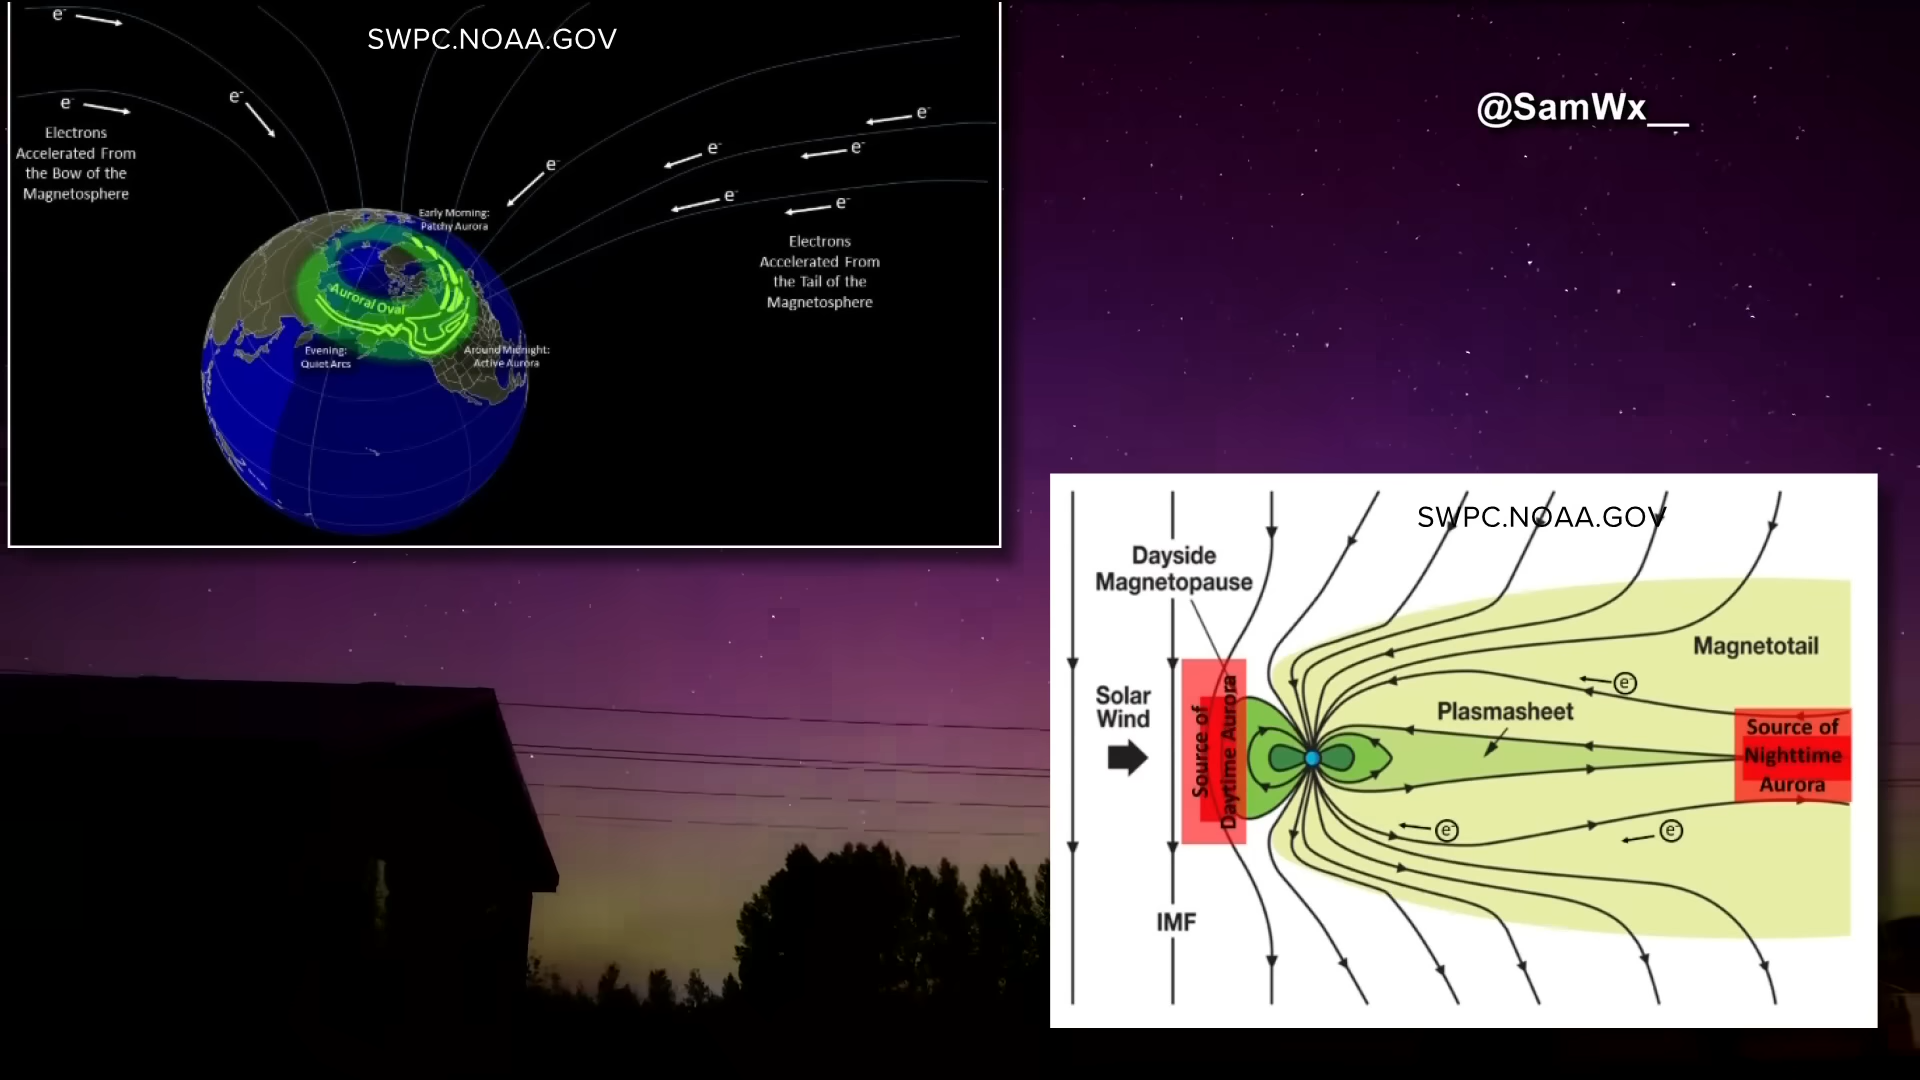 SWPC.NOAA.GOV
e-
e-
e-
Electrons
Accelerated From
the Bow of the
Magnetosphere
e-
e-
e-
e-
e-
e-
Electrons
Accelerated From
the Tail of the
Magnetosphere
Early Morning:
Patchy Aurora
Auroral Oval
Evening:
Quiet Arcs
Around Midnight:
Active Aurora
@SamWx__
SWPC.NOAA.GOV
Dayside
Magnetopause
Solar
Wind
Source of
Daytime Aurora
IMF
Magnetotail
e-
Plasmasheet
Source of
Nighttime
Aurora
e-
e-